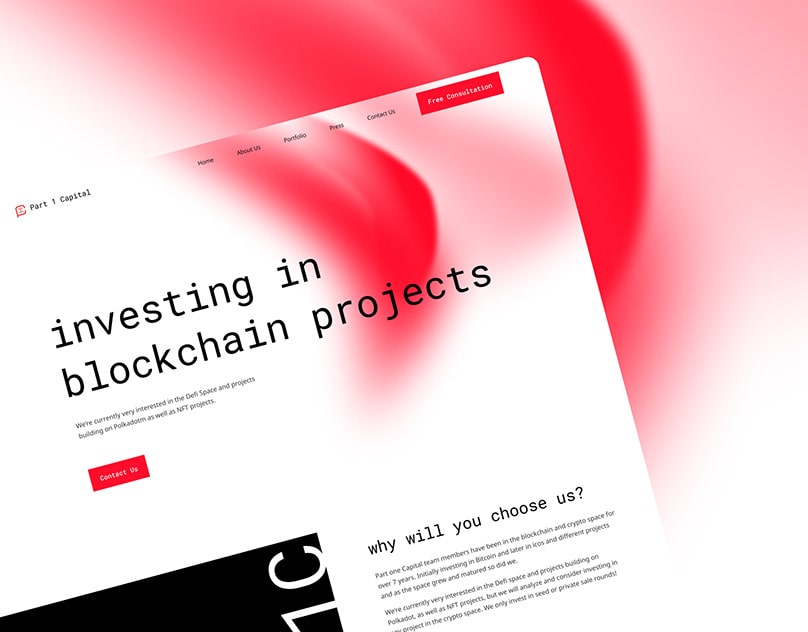 Home
About Us
Portfolio
Press
Contact Us
Free Consultation
Part 1 Capital
investing in
blockchain projects
We're currently very interested in the Defi Space and projects
building on Polkadotm as well as NFT projects.
Contact Us
1C
why will you choose us?
Part one Capital team members have been in the blockchain and crypto space for
over 7 years. Initially investing in Bitcoin and later in icos and different projects
and as the space grew and matured so did we.
We're currently very interested in the Defi space and projects building on
Polkadot, as well as NFT projects, but we will analyze and consider investing in
project in the crypto space. We only invest in seed or private sale rounds!